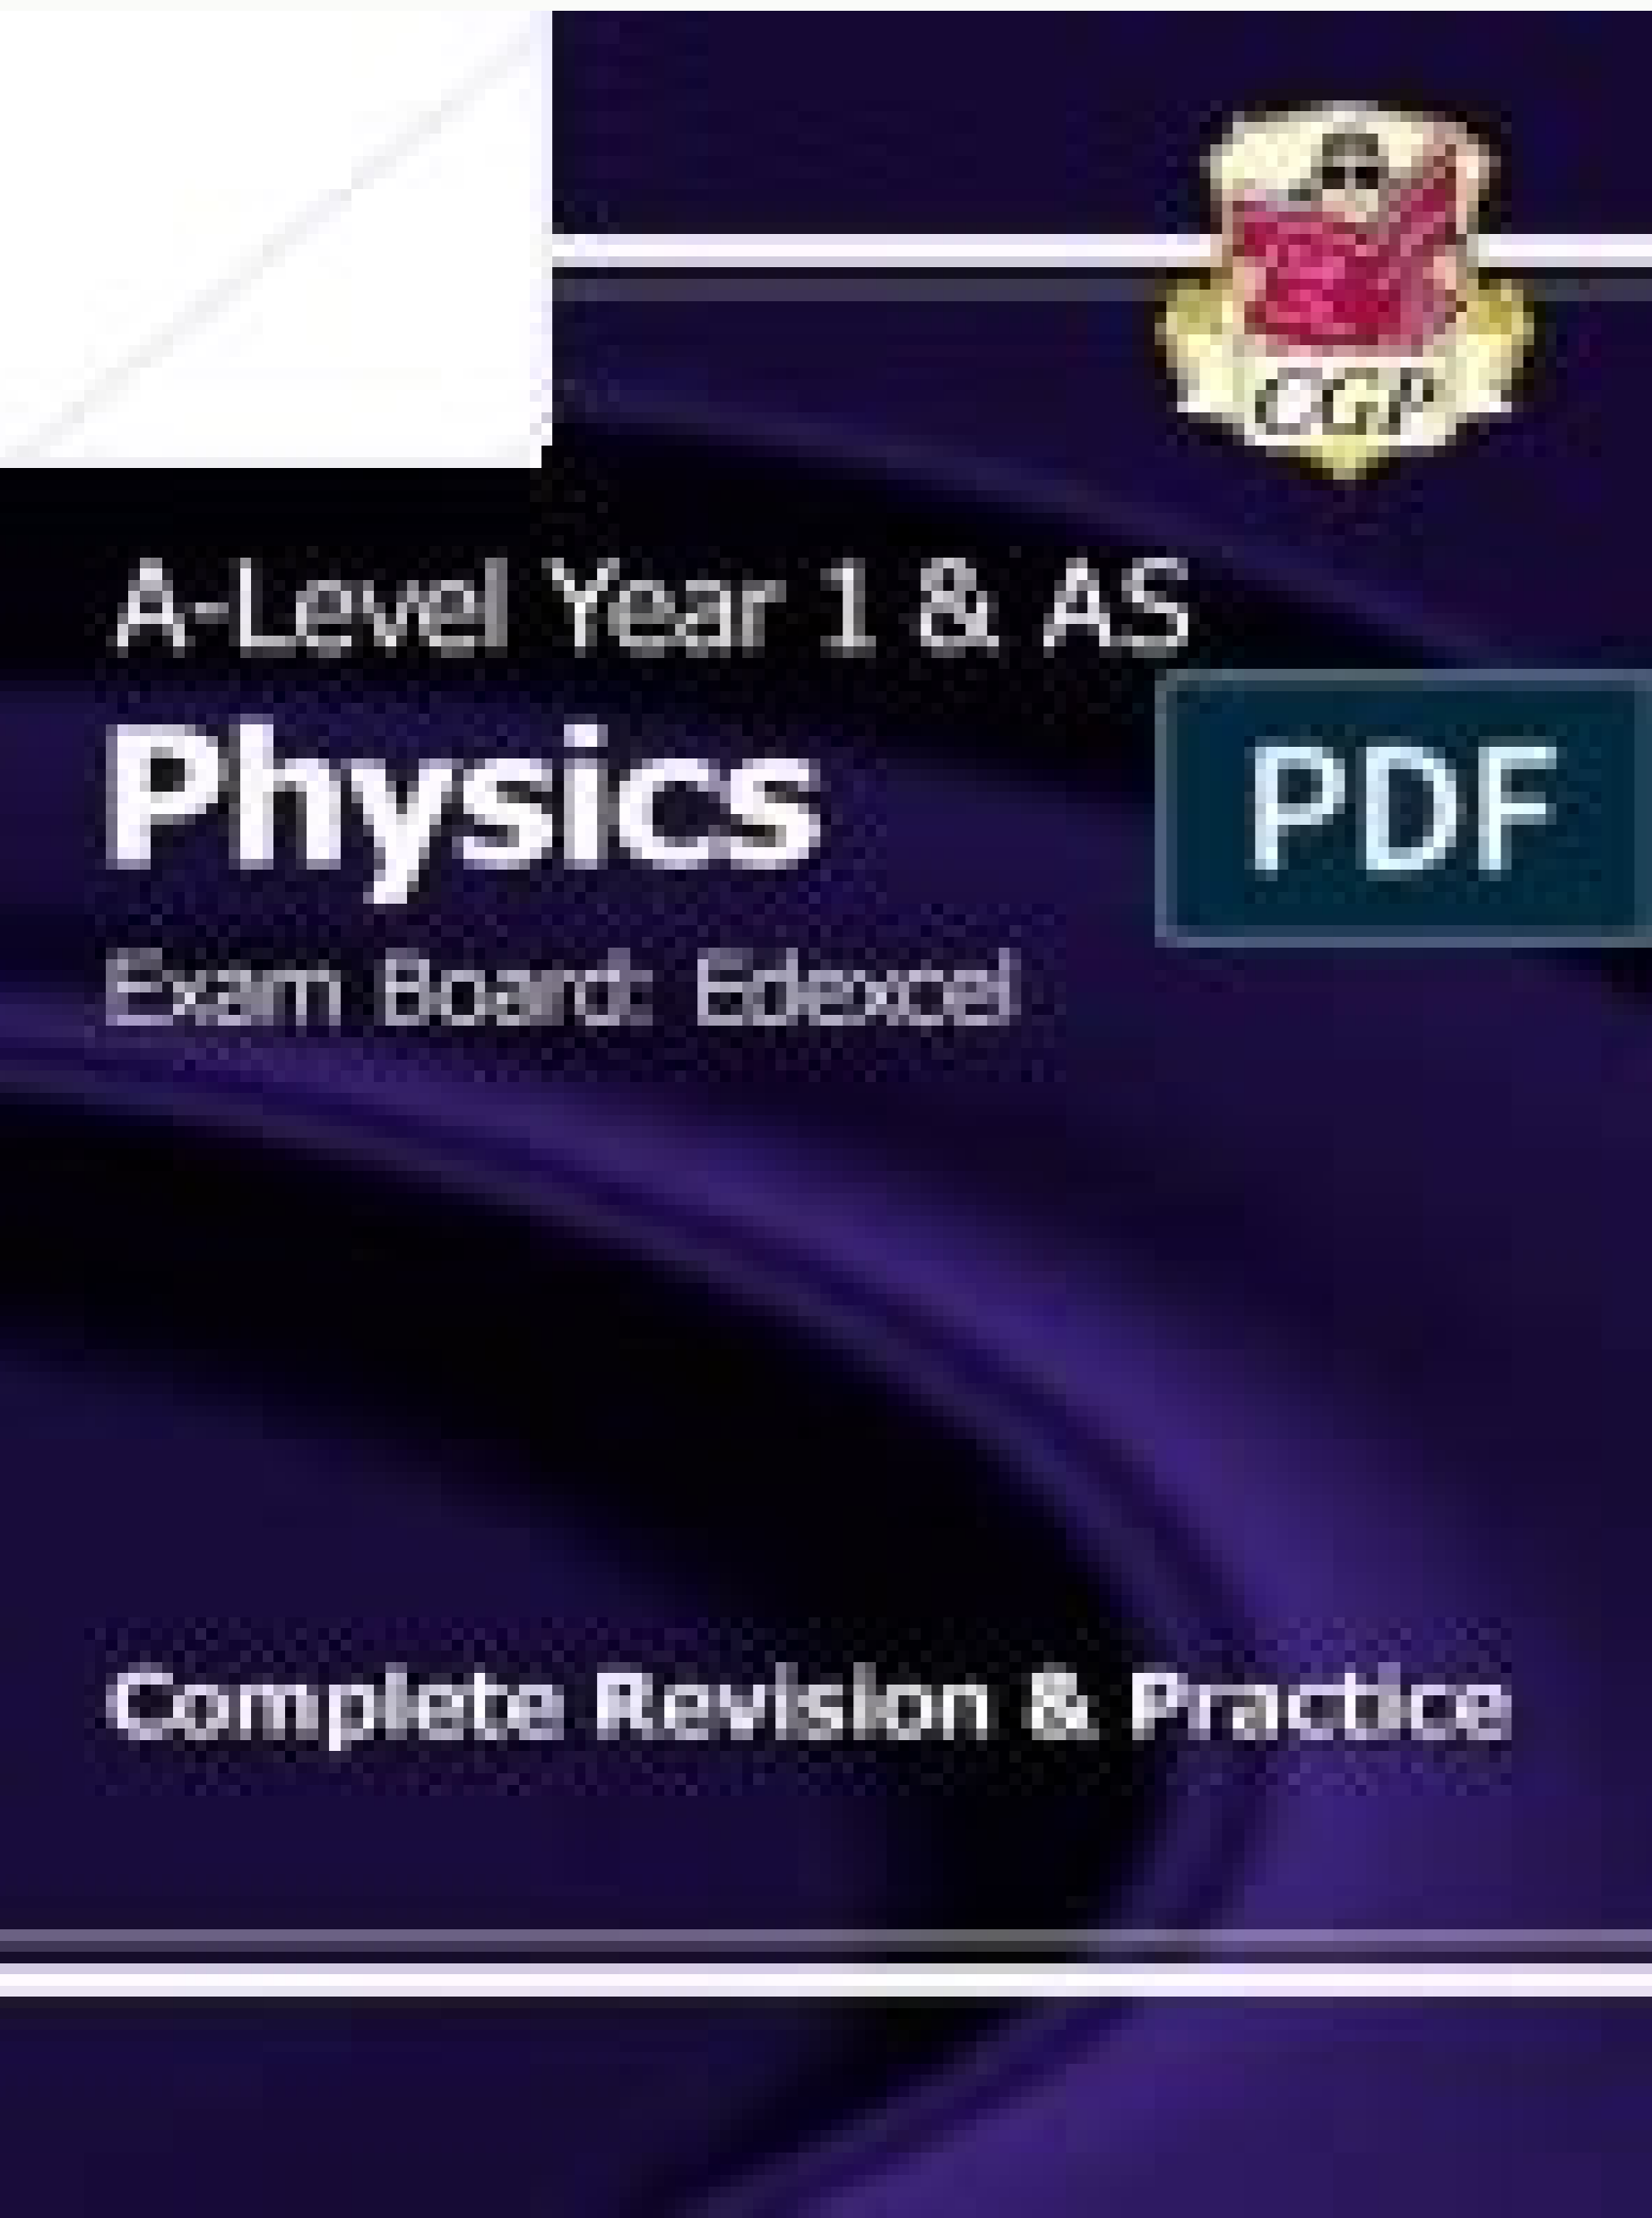 CGP
A-Level Year 1 & AS
Physics
PDF
Exam Board: Edexcel
Complete Revision & Practice